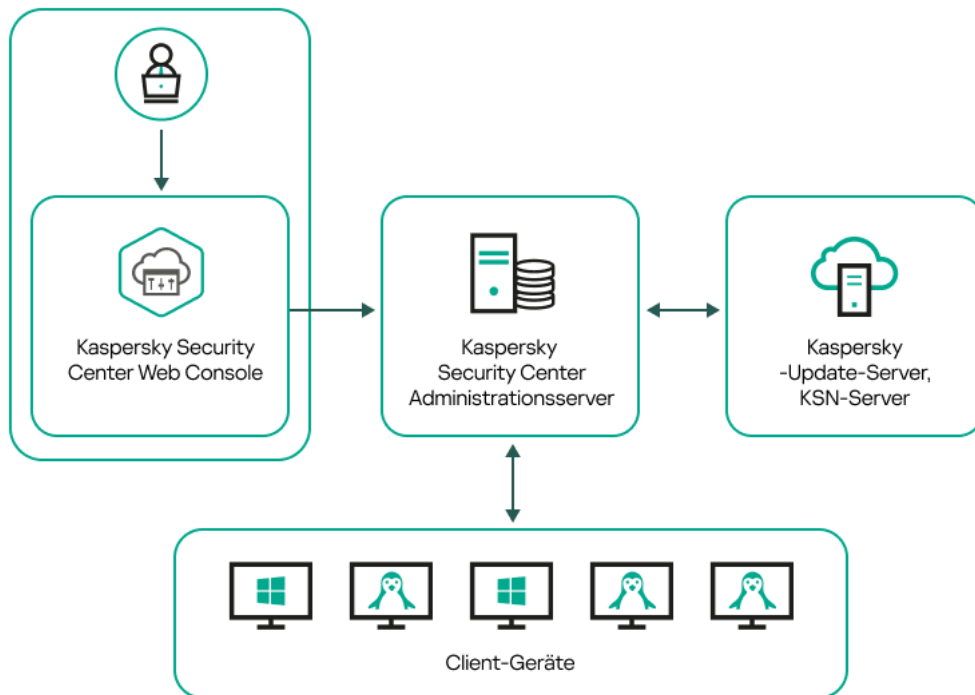 Kaspersky Security
Center Web Console
Kaspersky
Security Center
Administrationsserver
Kaspersky
-Update-Server,
KSN-Server
Client-Geräte